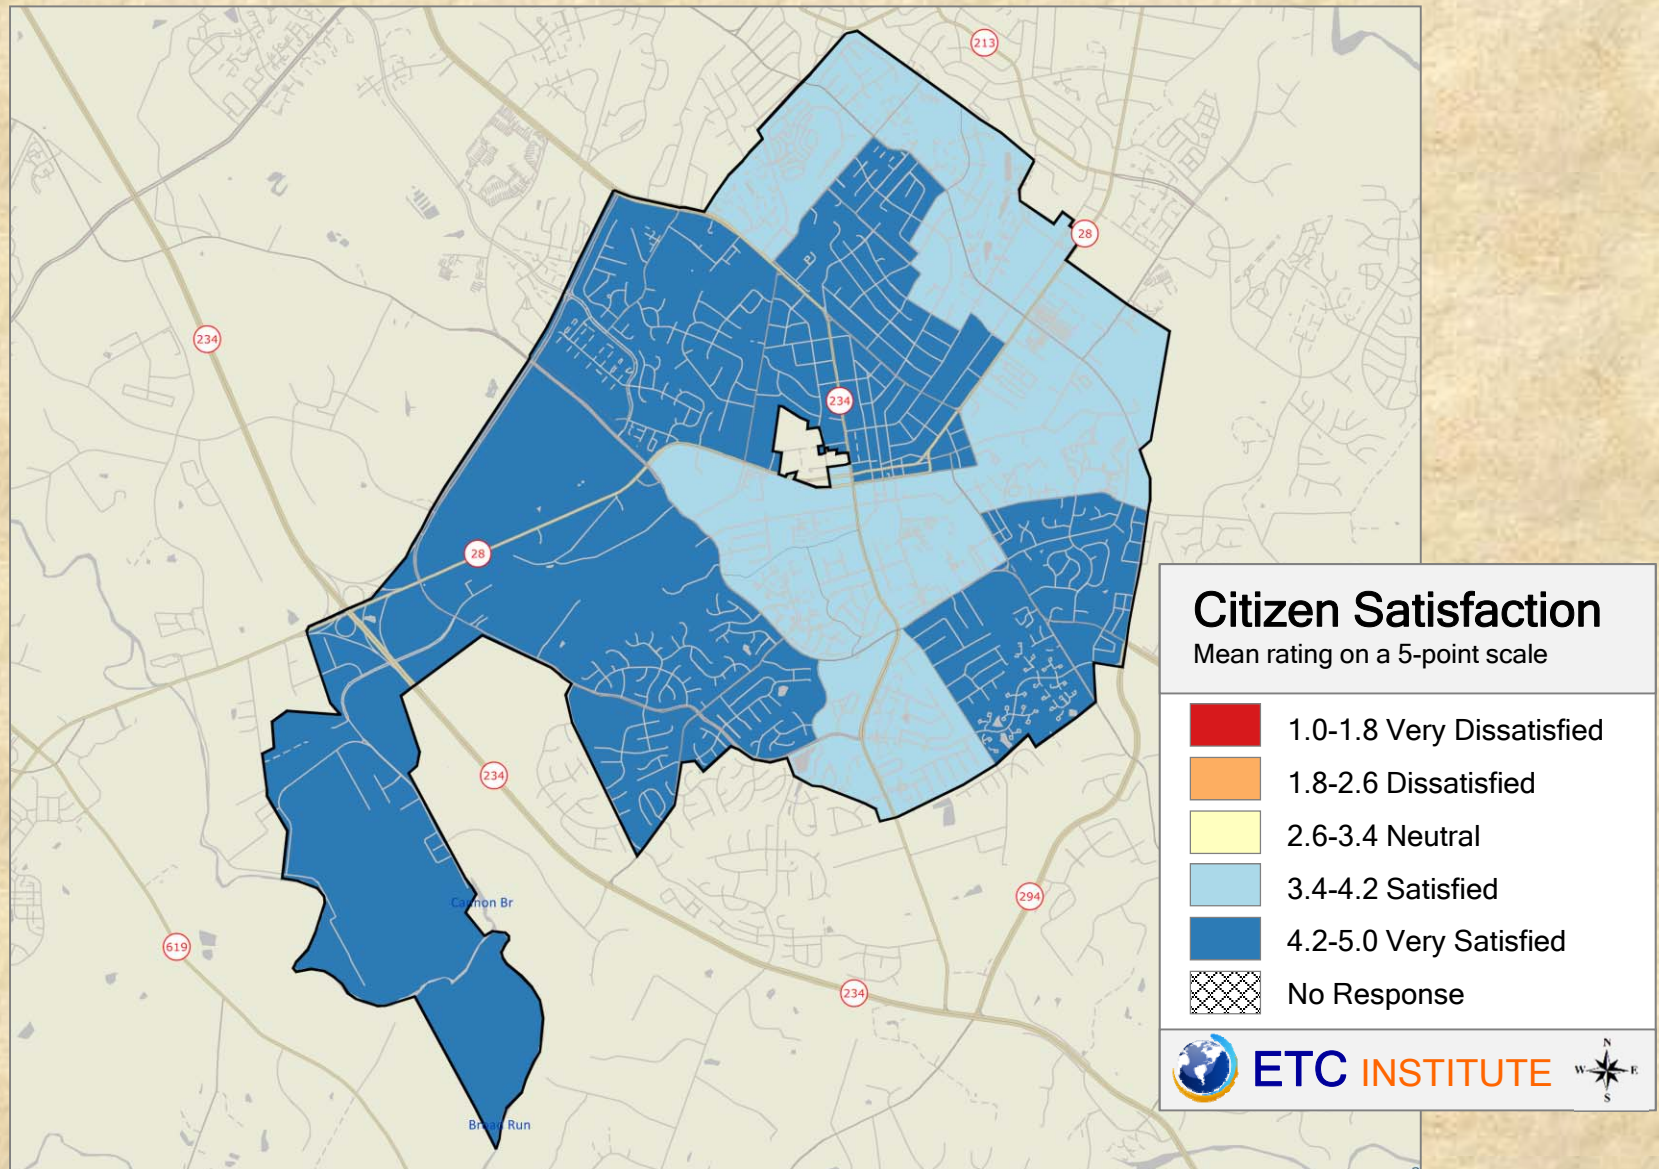 213
28
234
234
28
234
Cannon Br
294
619
234
Broad Run
Citizen Satisfaction
Mean rating on a 5-point scale
1.0-1.8 Very Dissatisfied
1.8-2.6 Dissatisfied
2.6-3.4 Neutral
3.4-4.2 Satisfied
4.2-5.0 Very Satisfied
No Response
ETC INSTITUTE
N
W E
S